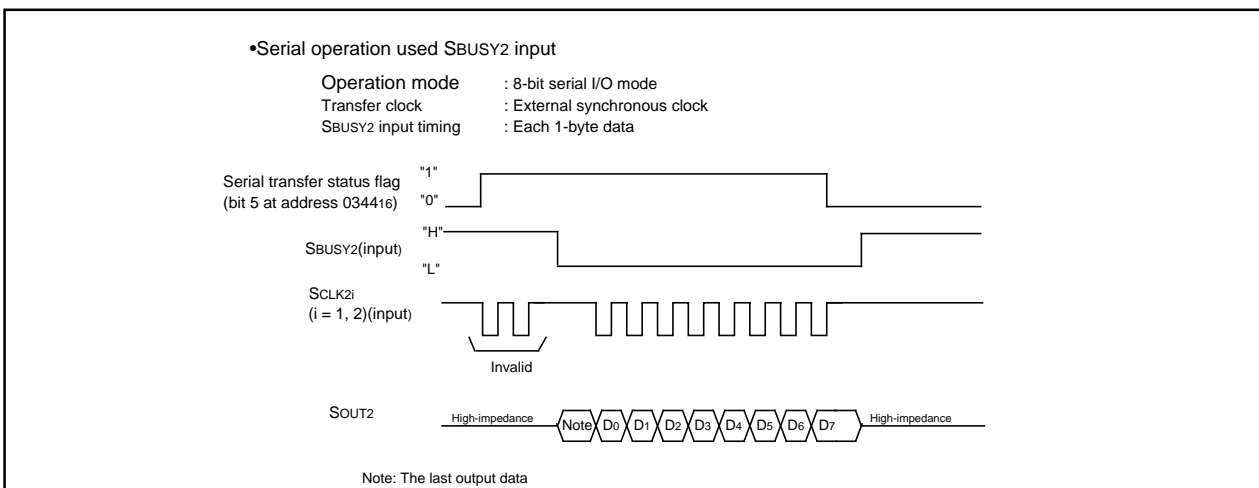 •Serial operation used SBUSY2 input
Operation mode : 8-bit serial I/O mode
Transfer clock : External synchronous clock
SBUSY2 input timing : Each 1-byte data
Serial transfer status flag
(bit 5 at address 034416)
"1"
"0"
SBUSY2(input)
"H"
"L"
SCLK2i
(i = 1, 2)(input)
Invalid
SOUT2
High-impedance Note D0 D1 D2 D3 D4 D5 D6 D7 High-impedance
Note: The last output data